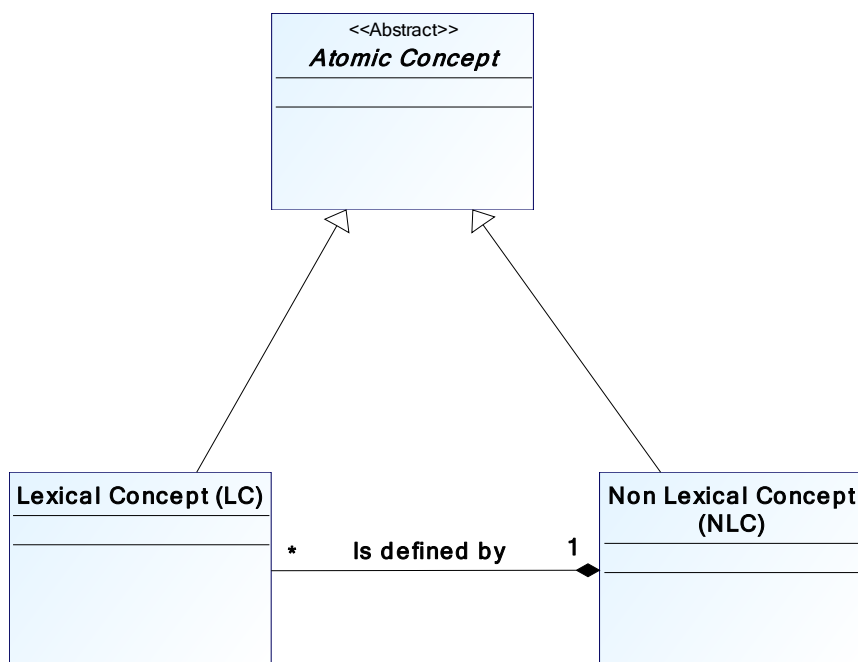 <<Abstract>>
Atomic Concept
Lexical Concept (LC)
Non Lexical Concept
(NLC)
* Is defined by 1